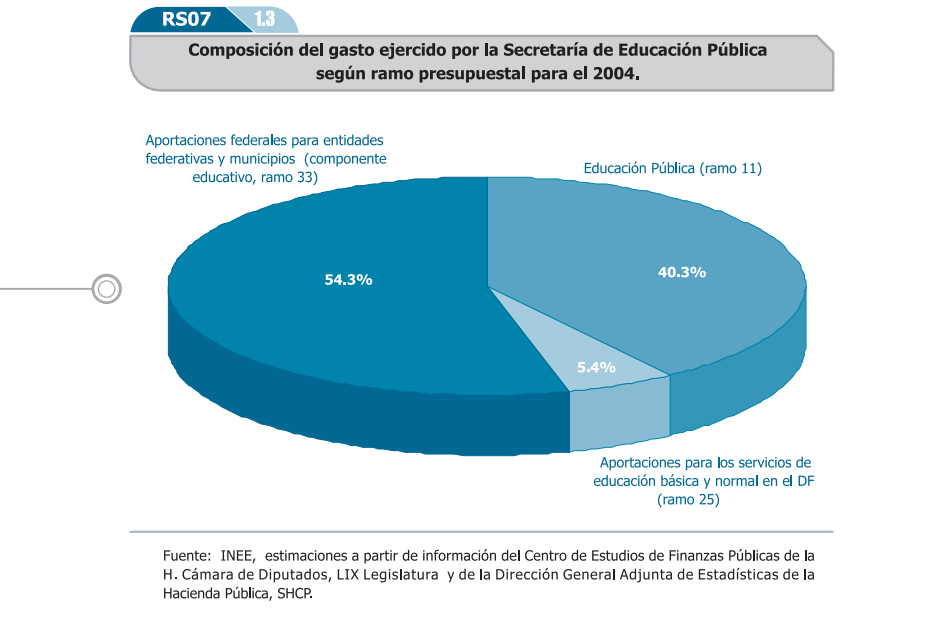 RS07 1.3
Composición del gasto ejercido por la Secretaría de Educación Pública
según ramo presupuestal para el 2004.
Aportaciones federales para entidades
federativas y municipios (componente
educativo, ramo 33)
Educación Pública (ramo 11)
54.3%
40.3%
5.4%
Aportaciones para los servicios de
educación básica y normal en el DF
(ramo 25)
Fuente: INEE, estimaciones a partir de información del Centro de Estudios de Finanzas Públicas de la
H. Cámara de Diputados, LIX Legislatura y de la Dirección General Adjunta de Estadísticas de la
Hacienda Pública, SHCP.